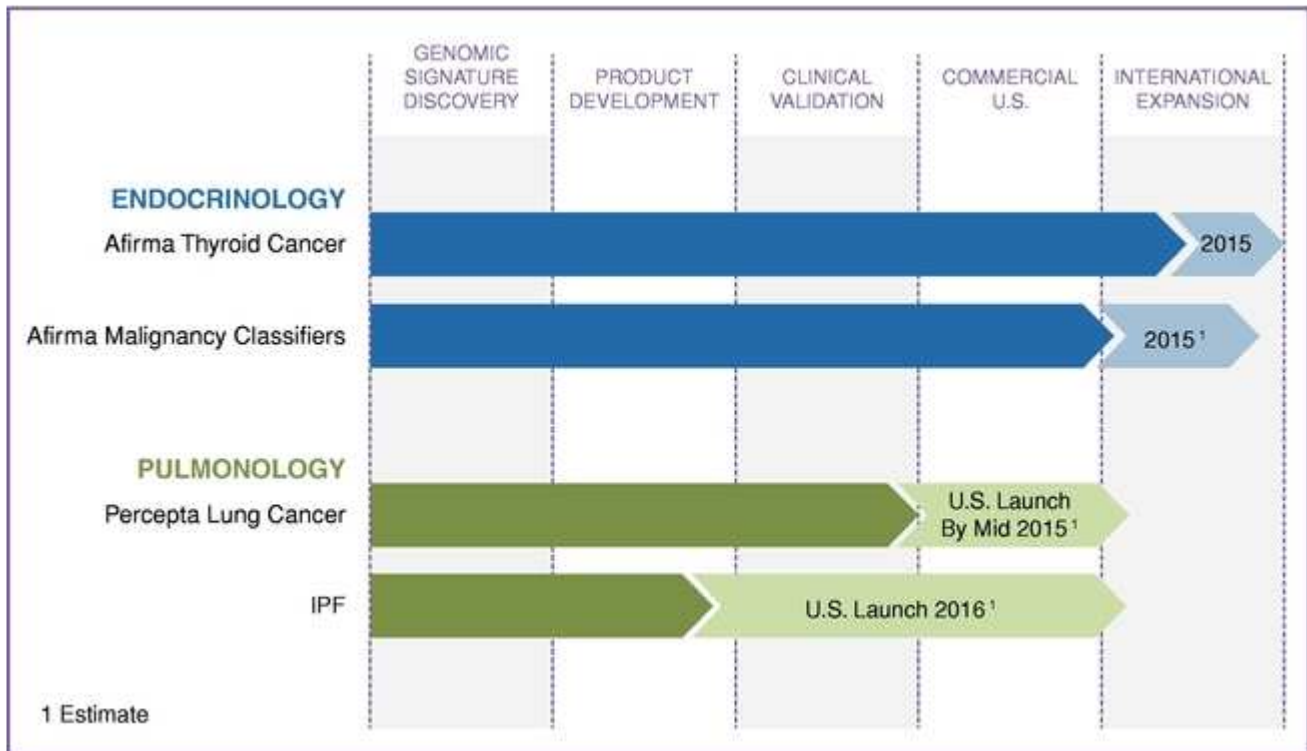 GENOMIC
SIGNATURE
DISCOVERY
PRODUCT
DEVELOPMENT
CLINICAL
VALIDATION
COMMERCIAL
U.S.
INTERNATIONAL
EXPANSION
ENDOCRINOLOGY
Afirma Thyroid Cancer
2015
Afirma Malignancy Classifiers
2015 ¹
PULMONOLOGY
Percepta Lung Cancer
U.S. Launch
By Mid 2015 ¹
IPF
U.S. Launch 2016 ¹
1 Estimate